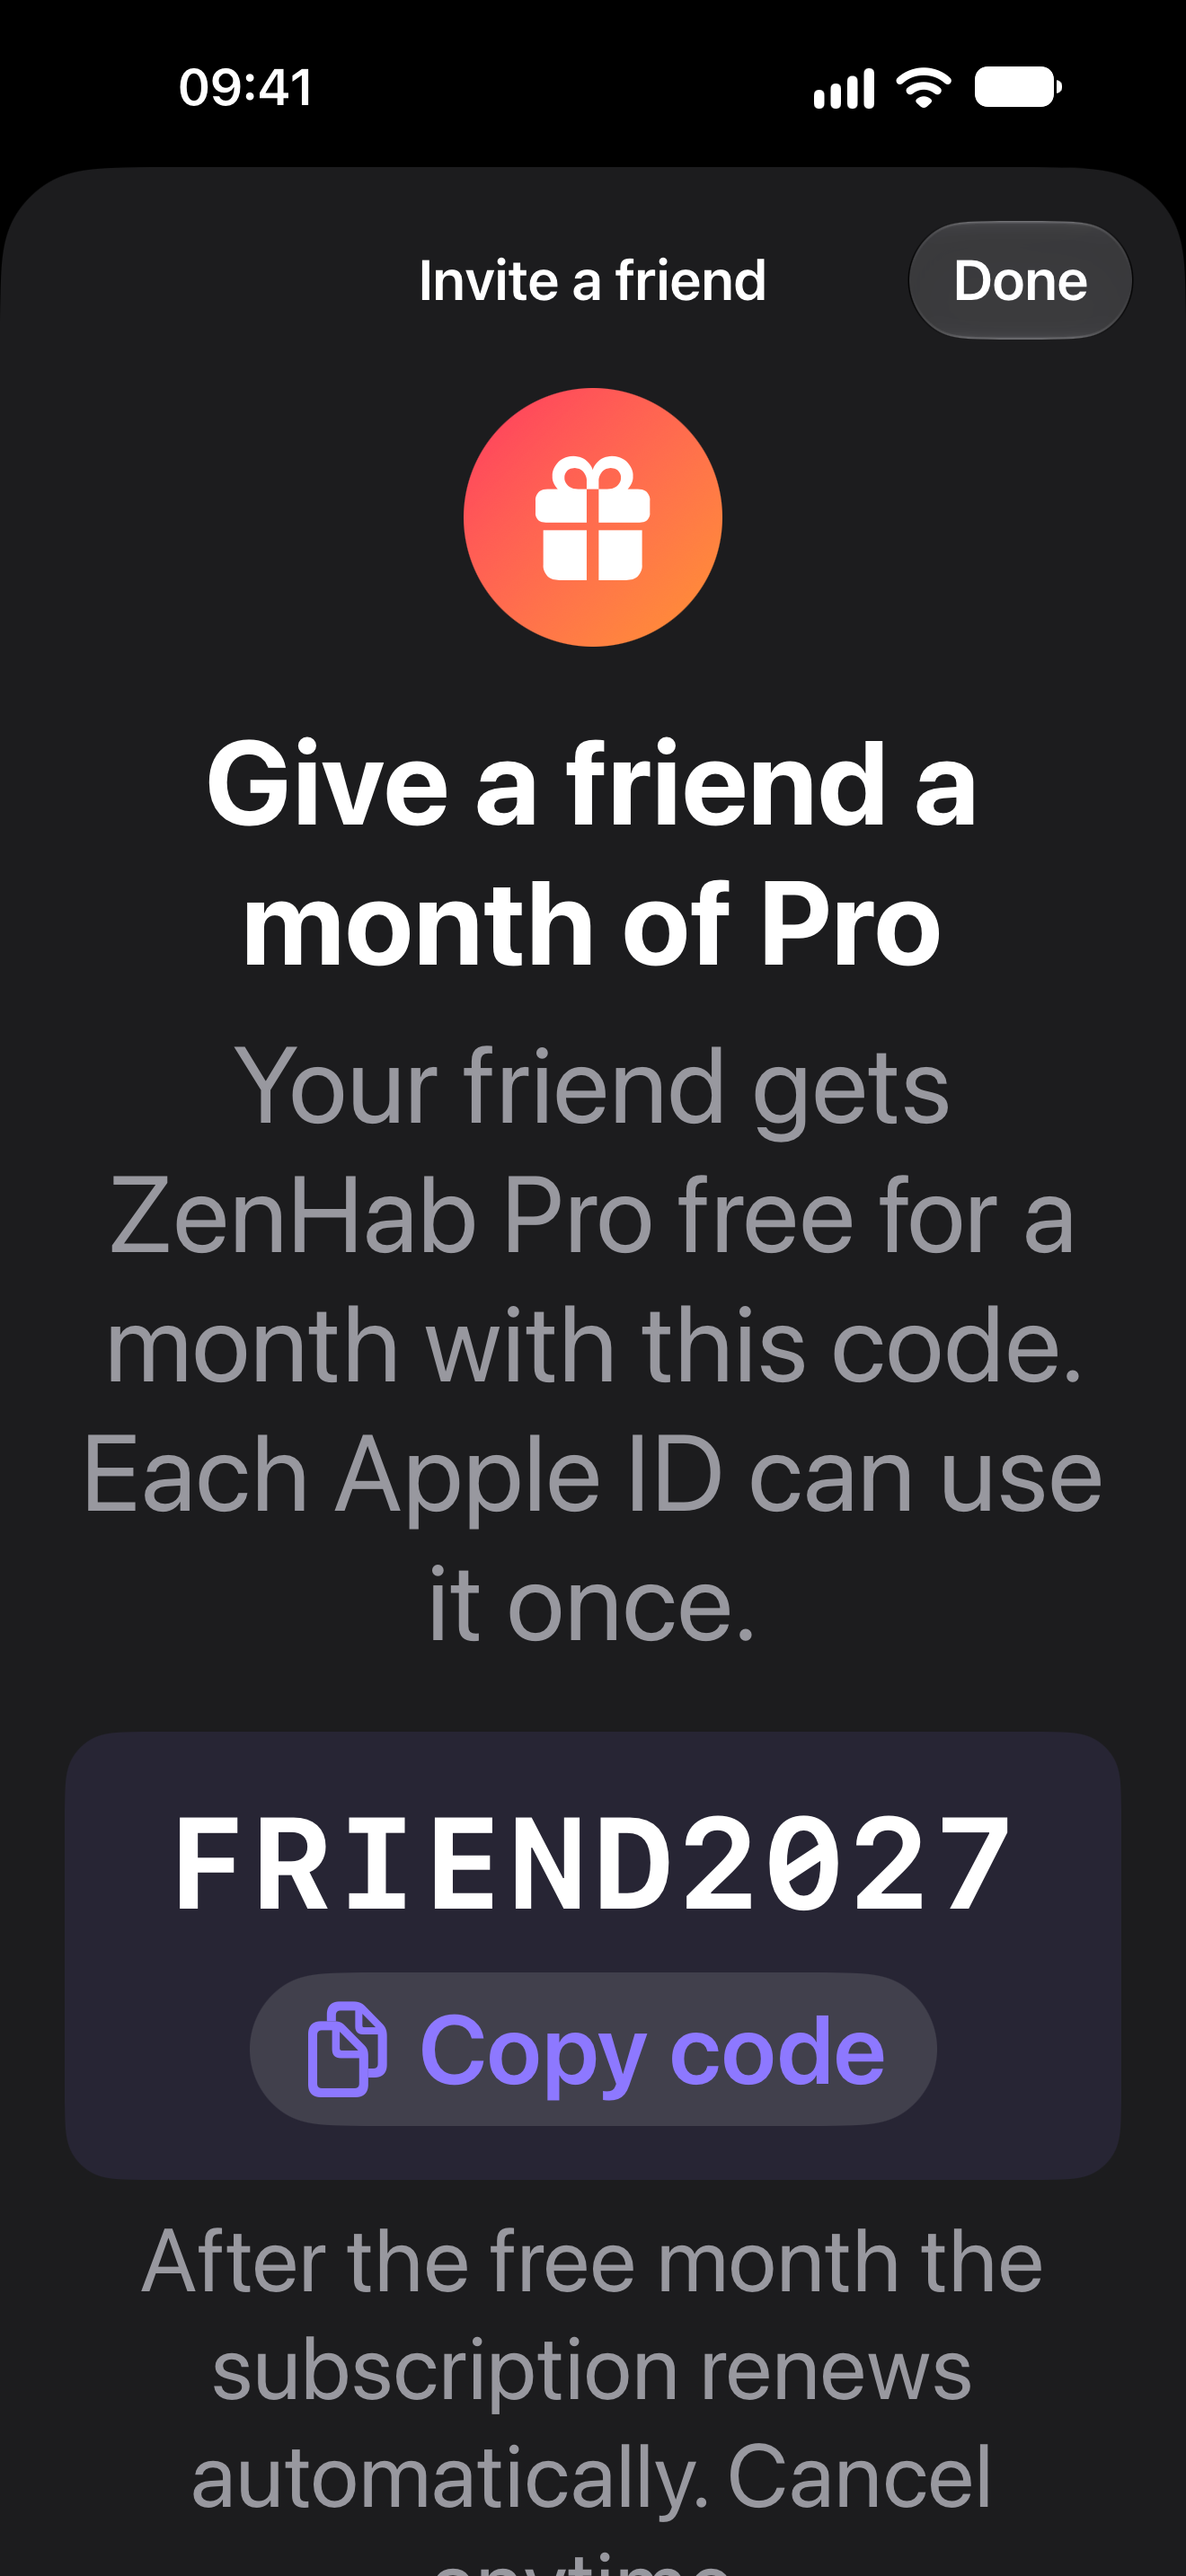 09:41
Invite a friend
Done
Give a friend a
month of Pro
Your friend gets
ZenHab Pro free for a
month with this code.
Each Apple ID can use
it once.
FRIEND2027
Copy code
After the free month the
subscription renews
automatically. Cancel
anytime.